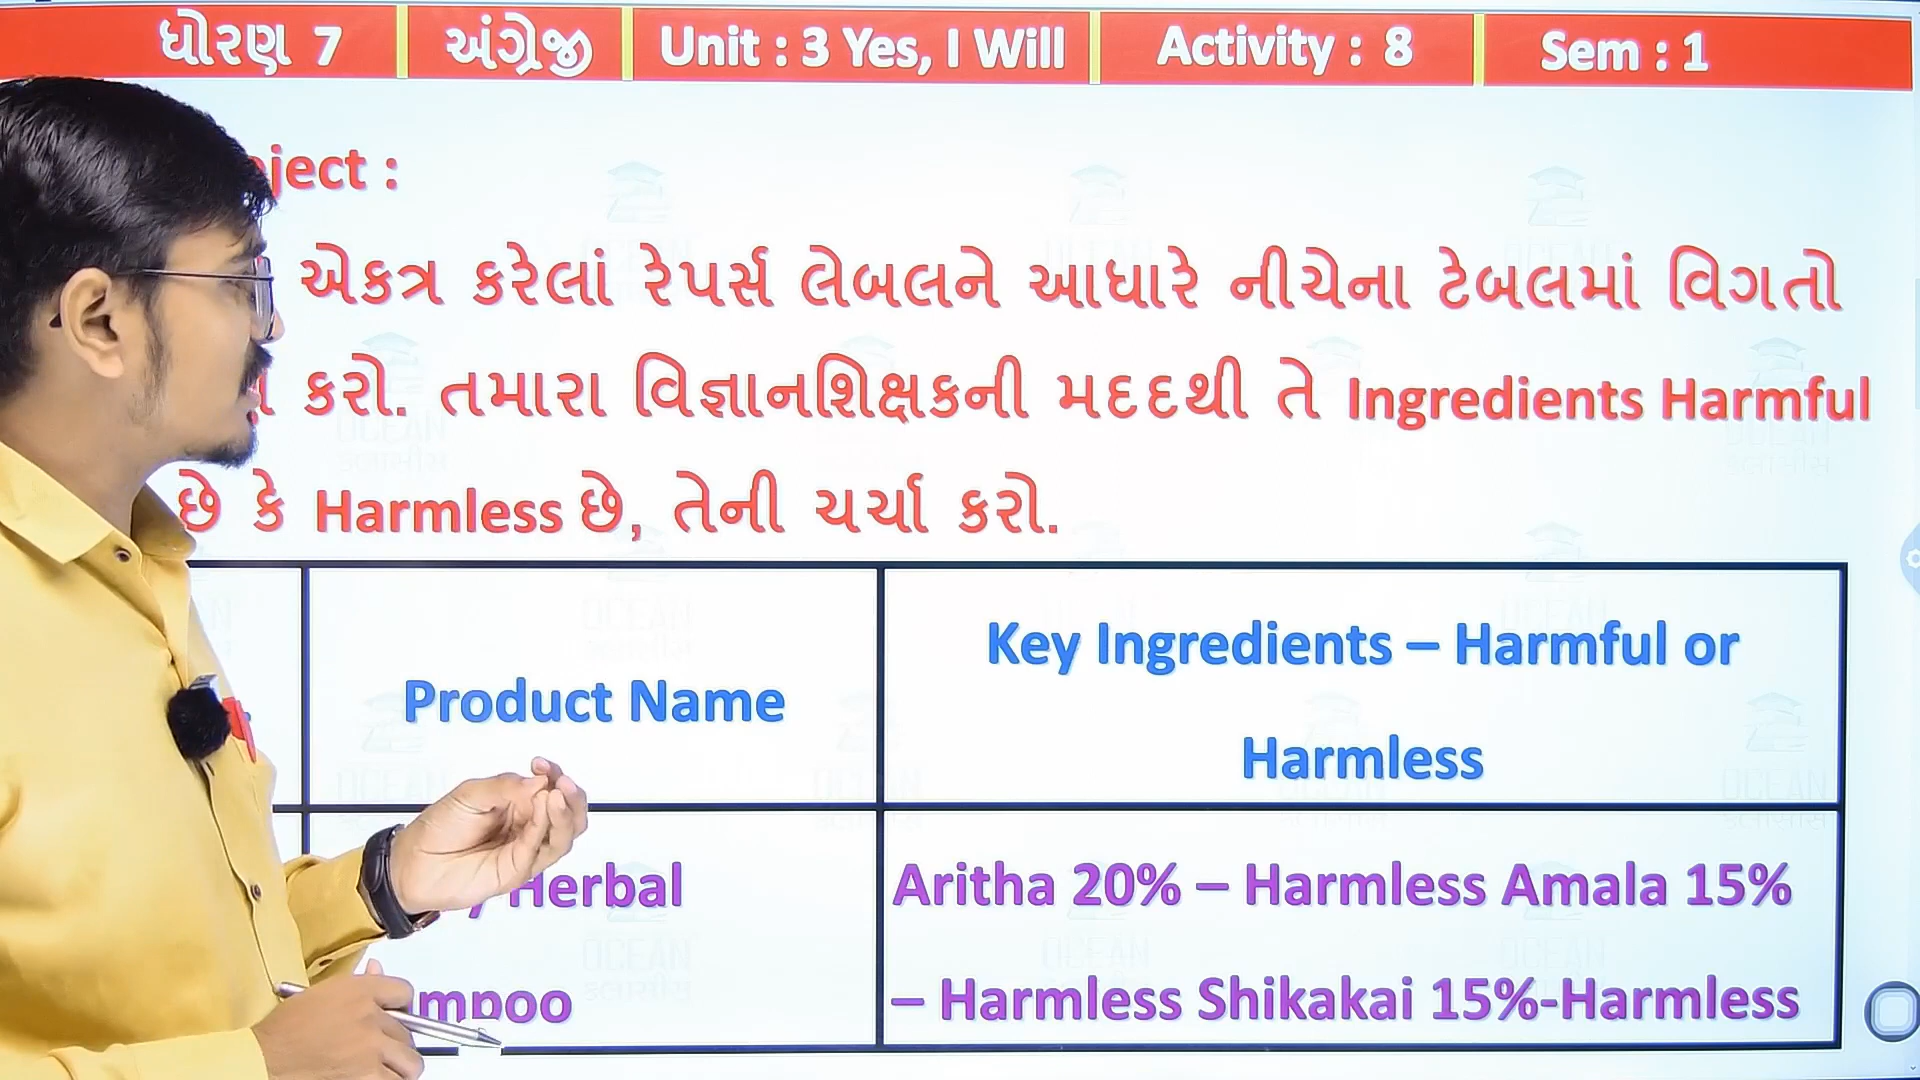 ધોરણ 7 અંગ્રેજી Unit : 3 Yes, I Will Activity : 8 Sem : 1
એકત્ર કરેલાં રેપર્સ લેબલને આધારે નીચેના ટેબલમાં વિગતો
કરો. તમારા વિજ્ઞાનશિક્ષકની મદદથી તે Ingredients Harmful
છે કે Harmless છે, તેની ચર્ચા કરો.
Product Name
Key Ingredients – Harmful or
Harmless
Herbal
Aritha 20% – Harmless Amala 15%
– Harmless Shikakai 15%-Harmless